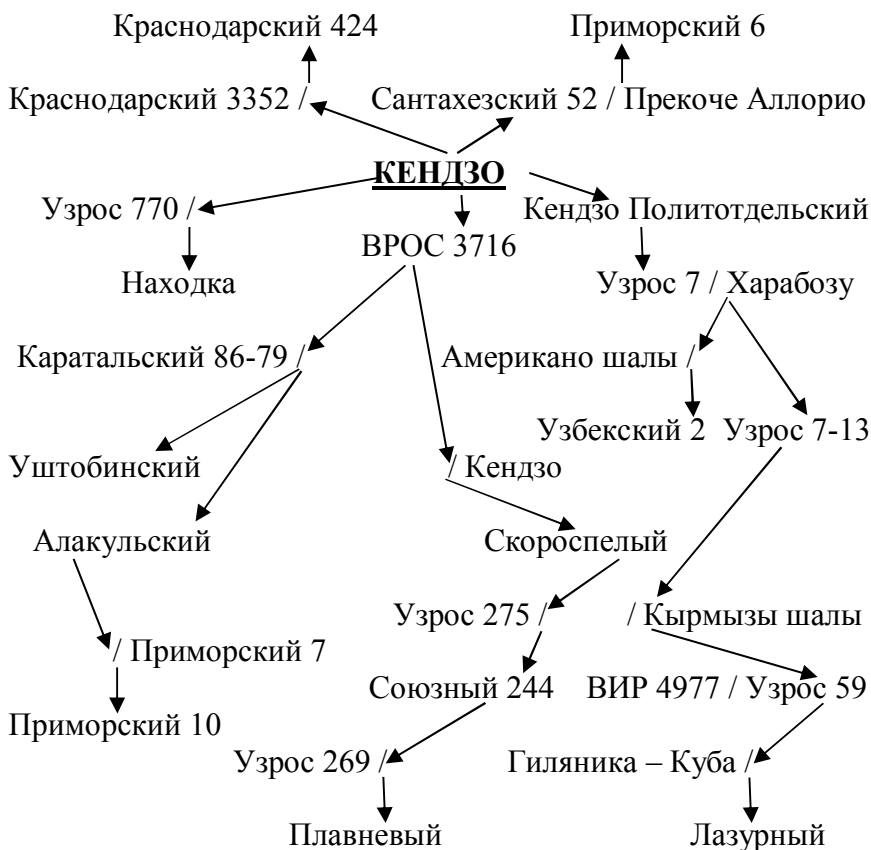 Краснодарский 424 Приморский 6
Краснодарский 3352 / Сантахезский 52 / Прекоче Аллорио
КЕНДЗО
Узрос 770 / Кендзо Политотдельский
ВРОС 3716
Находка Узрос 7 / Харабозу
Каратальский 86-79 / Американо шалы /
Узбекский 2 Узрос 7-13
Уштобинский / Кендзо
Алакульский Скороспелый
Узрос 275 / / Кырмызы шалы
/ Приморский 7
Союзный 244 ВИР 4977 / Узрос 59
Приморский 10
Узрос 269 / Гиляника – Куба /
Плавневый Лазурный